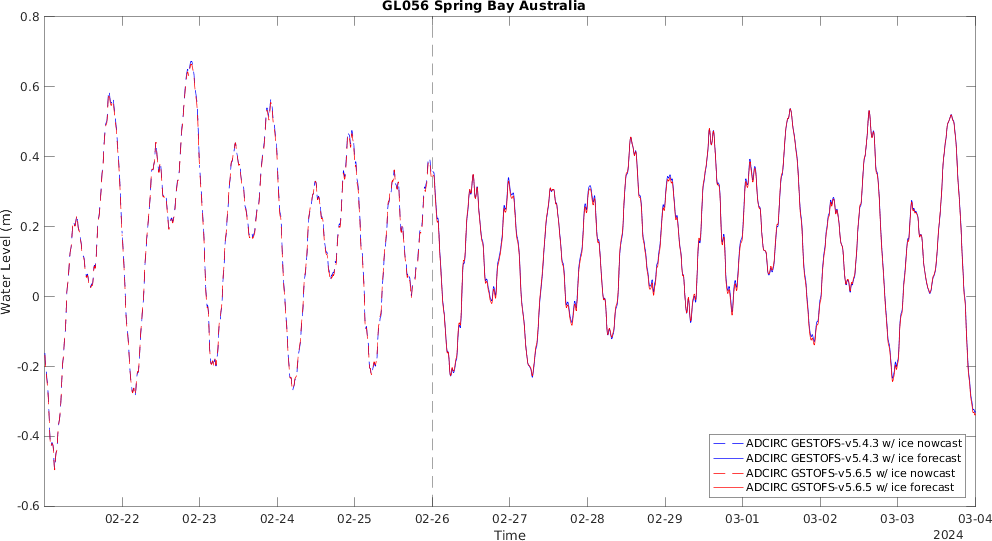 GL056 Spring Bay Australia
0.8
0.6
0.4
0.2
0
-0.2
-0.4
-0.6
Water Level (m)
ADCIRC GESTOFS-v5.4.3 w/ ice nowcast
ADCIRC GESTOFS-v5.4.3 w/ ice forecast
ADCIRC GSTOFS-v5.6.5 w/ ice nowcast
ADCIRC GSTOFS-v5.6.5 w/ ice forecast
02-22 02-23 02-24 02-25 02-26 02-27 02-28 02-29 03-01 03-02 03-03 03-04
Time
2024